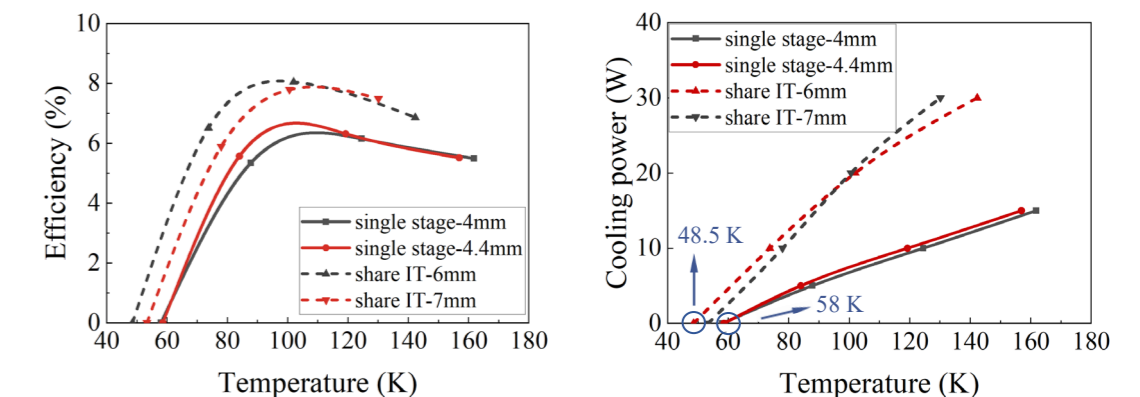 Efficiency (%)
10
8
6
4
2
0
single stage-4mm
single stage-4.4mm
share IT-6mm
share IT-7mm
40 60 80 100 120 140 160 180
Temperature (K)
Cooling power (W)
40
30
20
10
0
single stage-4mm
single stage-4.4mm
share IT-6mm
share IT-7mm
48.5 K
58 K
40 60 80 100 120 140 160 180
Temperature (K)